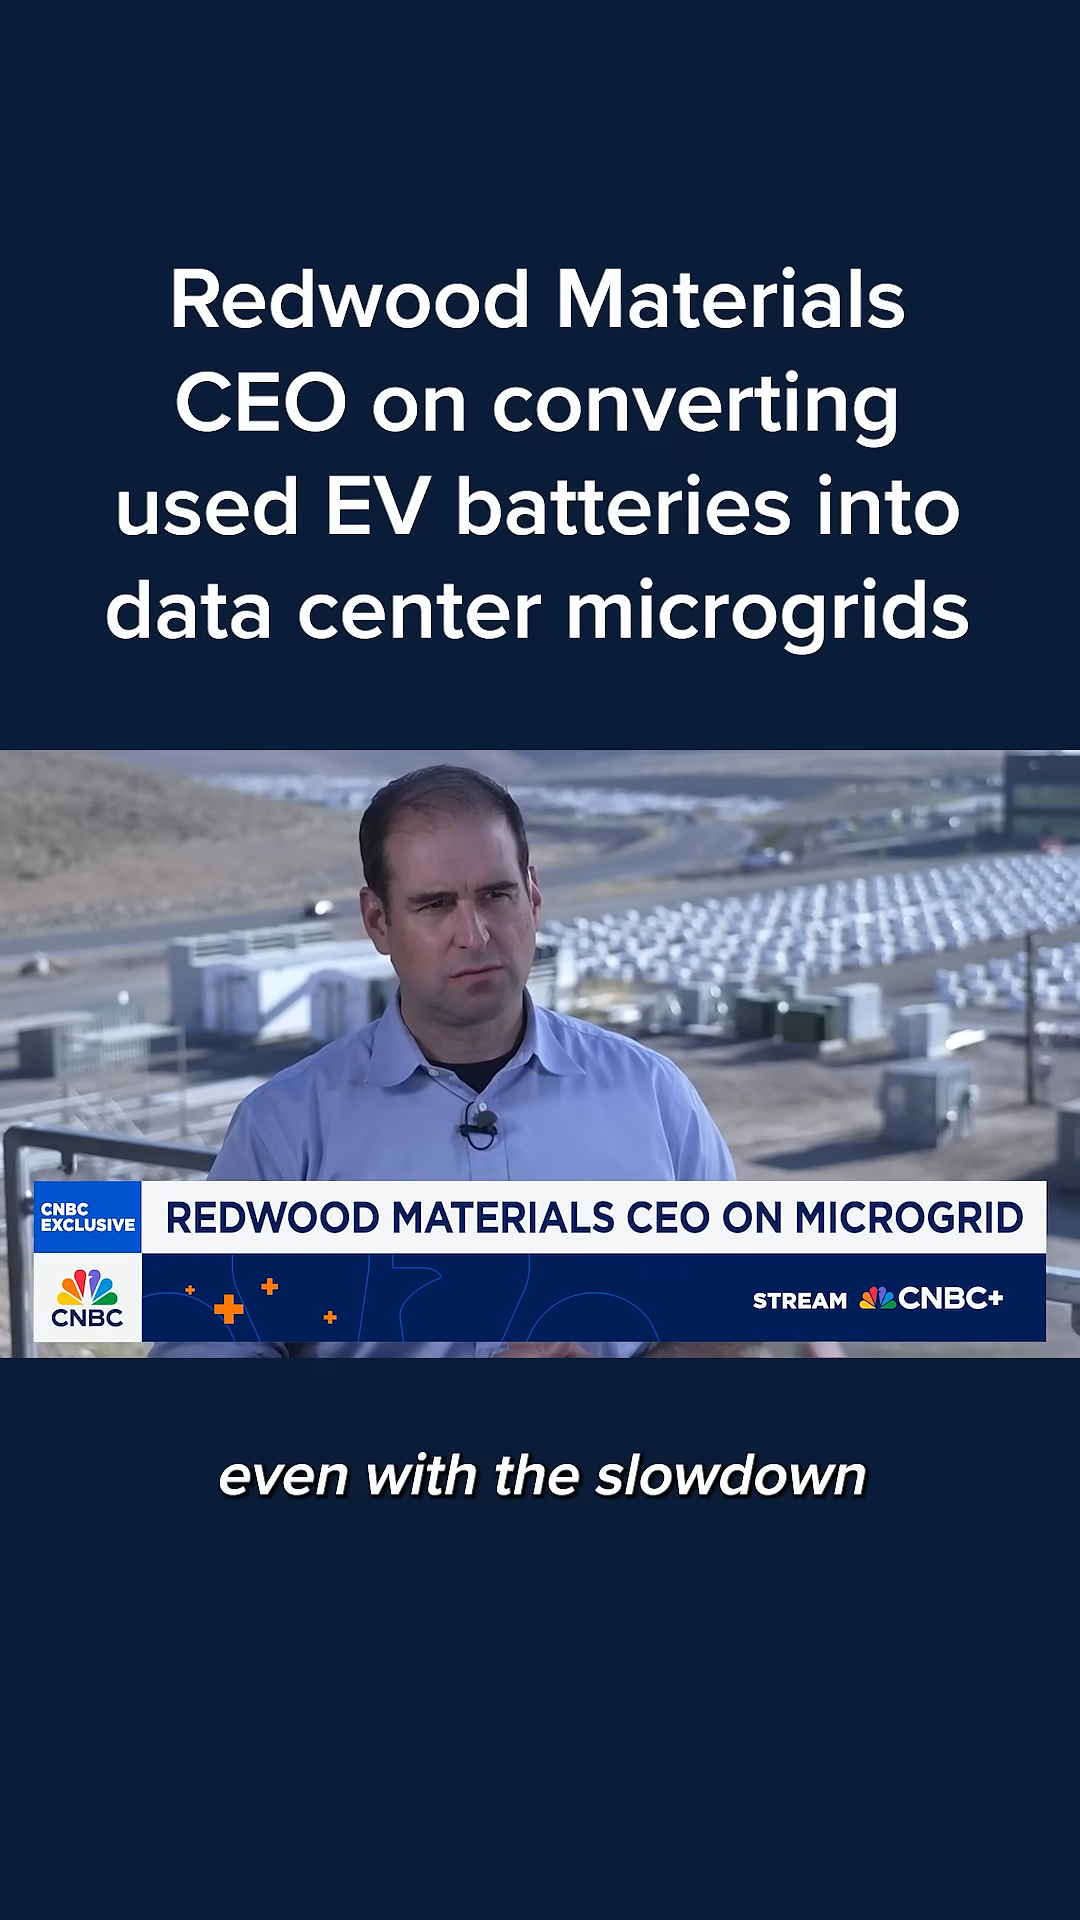 Redwood Materials
CEO on converting
used EV batteries into
data center microgrids
CNBC
EXCLUSIVE
REDWOOD MATERIALS CEO ON MICROGRID
CNBC
STREAM CNBC+
even with the slowdown